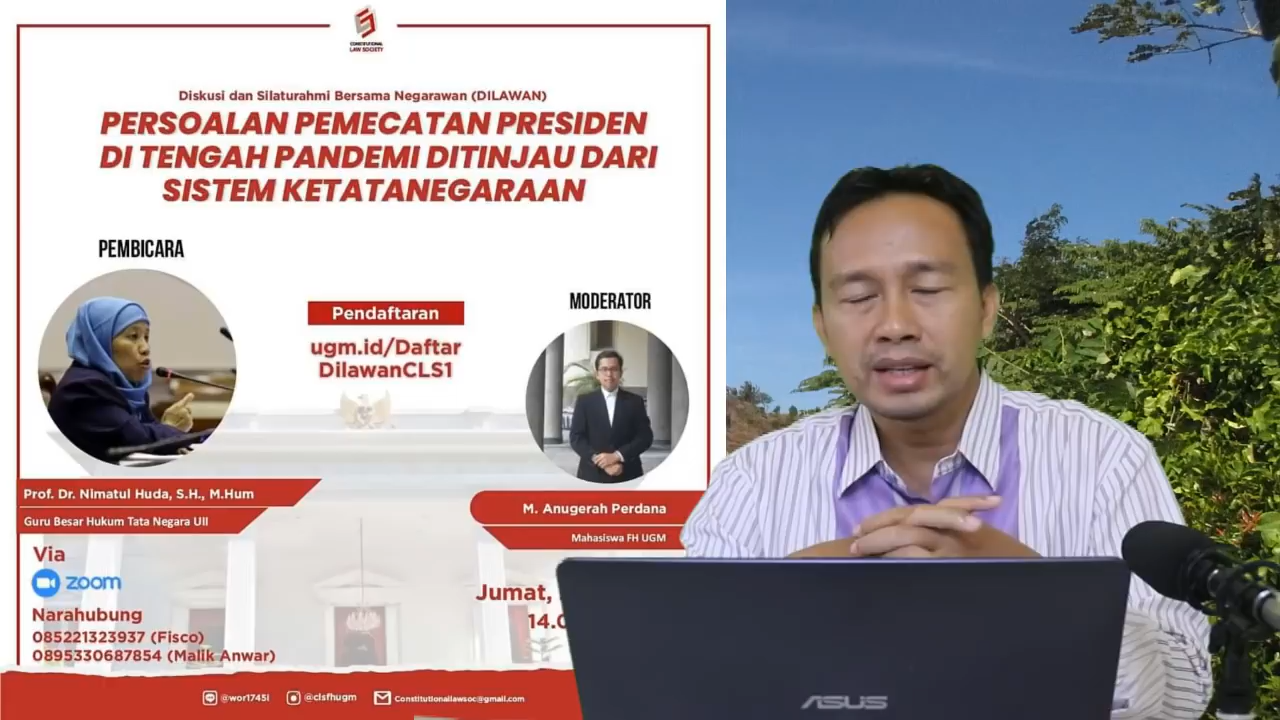 CONSTITUTIONAL
LAW SOCIETY
Diskusi dan Silaturahmi Bersama Negarawan (DILAWAN)
PERSOALAN PEMECATAN PRESIDEN
DI TENGAH PANDEMI DITINJAU DARI
SISTEM KETATANEGARAAN
PEMBICARA
MODERATOR
Pendaftaran
ugm.id/Daftar
DilawanCLS1
Prof. Dr. Nimatul Huda, S.H., M.Hum
Guru Besar Hukum Tata Negara UII
M. Anugerah Perdana
Mahasiswa FH UGM
Via
zoom
Jumat,
14.0
Narahubung
085221323937 (Fisco)
0895330687854 (Malik Anwar)
@wor1745i
@clsfhugm
Constitutionallawsoc@gmail.com
ASUS